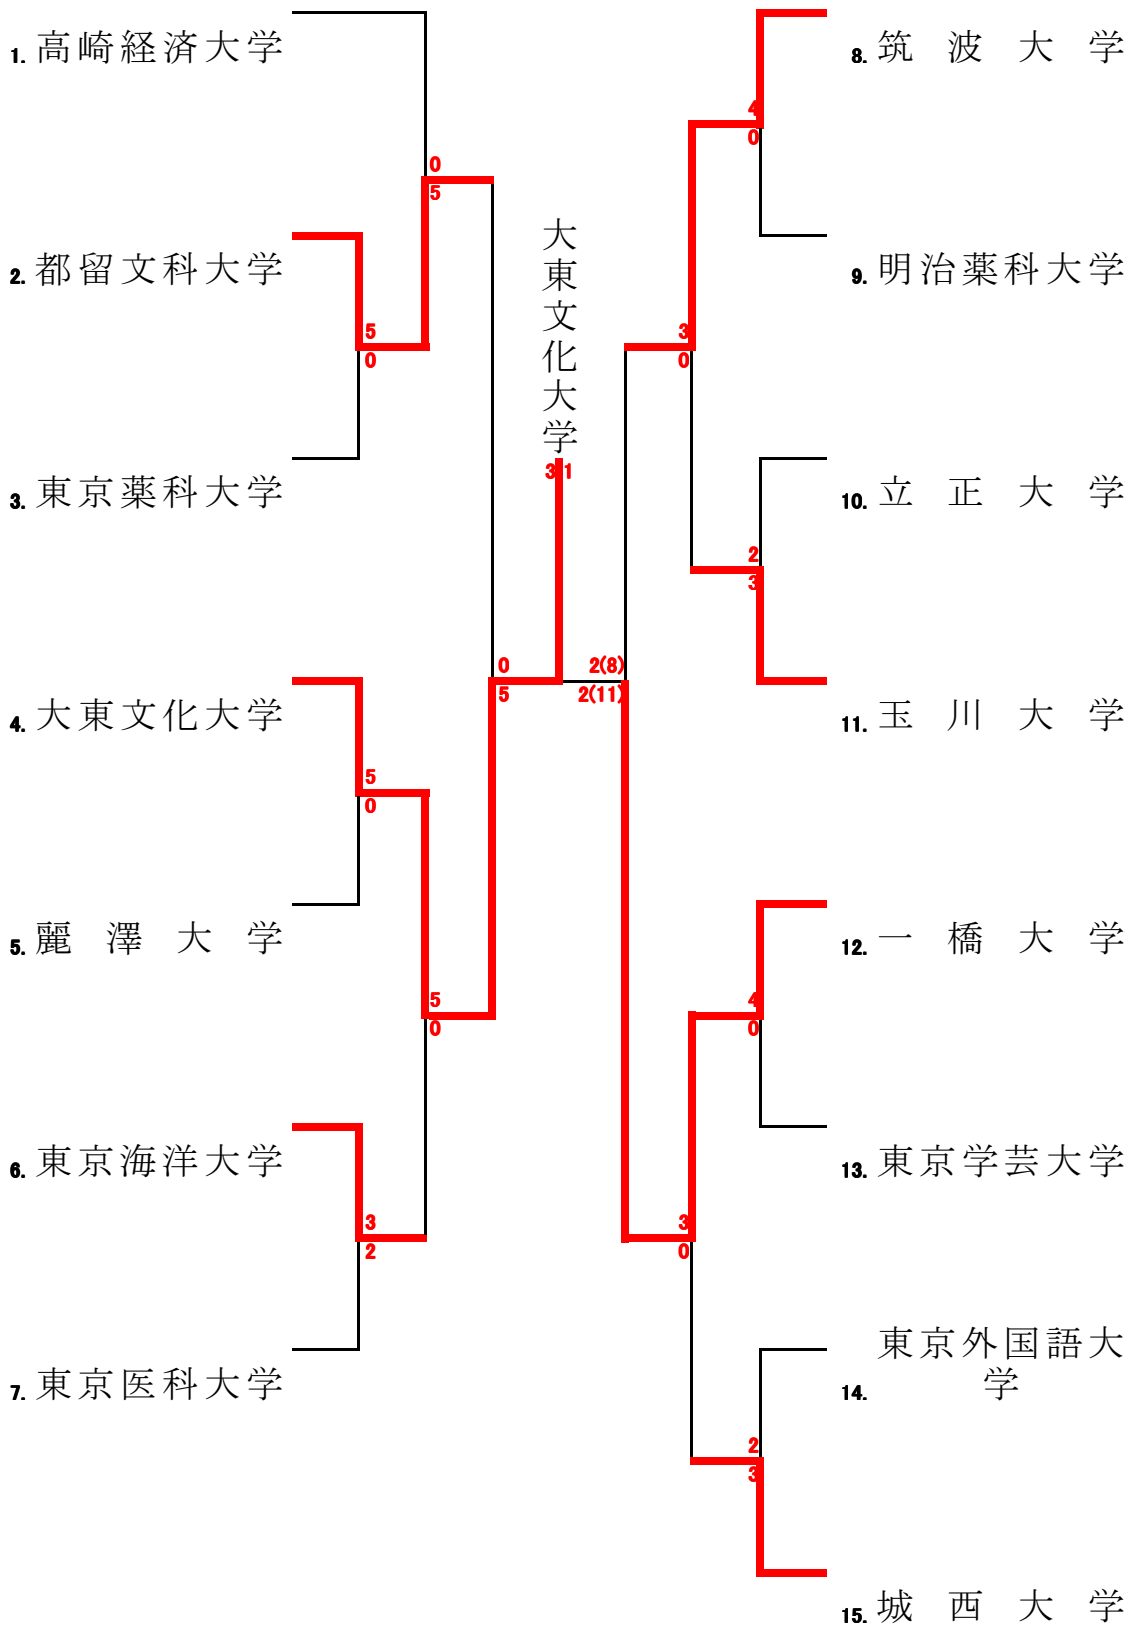 1. 高崎経済大学
2. 都留文科大学
3. 東京薬科大学
4. 大東文化大学
5. 麗澤大学
6. 東京海洋大学
7. 東京医科大学
0
5
5
0
5
0
5
0
3
2
0
5
大東文化大学
3 1
2(8)
2(11)
4
0
3
0
2
3
4
0
3
0
2
3
8. 筑波大学
9. 明治薬科大学
10. 立正大学
11. 玉川大学
12. 一橋大学
13. 東京学芸大学
14. 東京外国語大
学
15. 城西大学